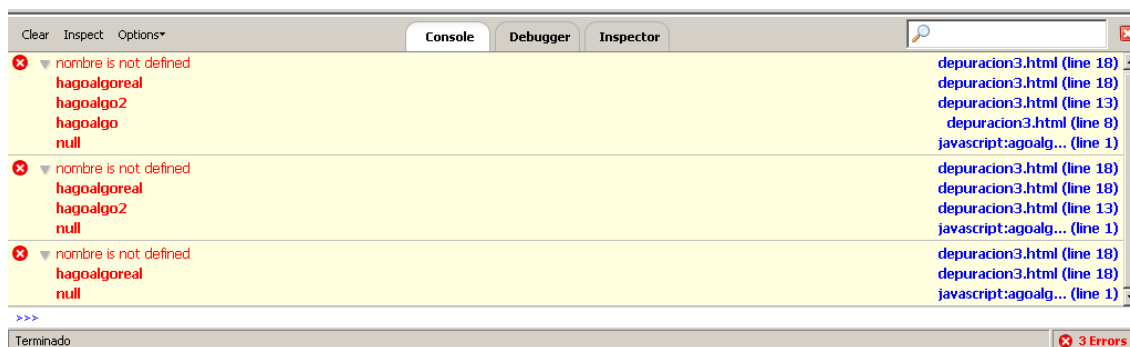 Clear Inspect Options Console Debugger Inspector
nombre is not defined depuracion3.html (line 18)
hagoalgoreal depuracion3.html (line 18)
hagoalgo2 depuracion3.html (line 13)
hagoalgo depuracion3.html (line 8)
null javascript:agoalg... (line 1)
nombre is not defined depuracion3.html (line 18)
hagoalgoreal depuracion3.html (line 18)
hagoalgo2 depuracion3.html (line 13)
null javascript:agoalg... (line 1)
nombre is not defined depuracion3.html (line 18)
hagoalgoreal depuracion3.html (line 18)
null javascript:agoalg... (line 1)
>>>
Terminado 3 Errors